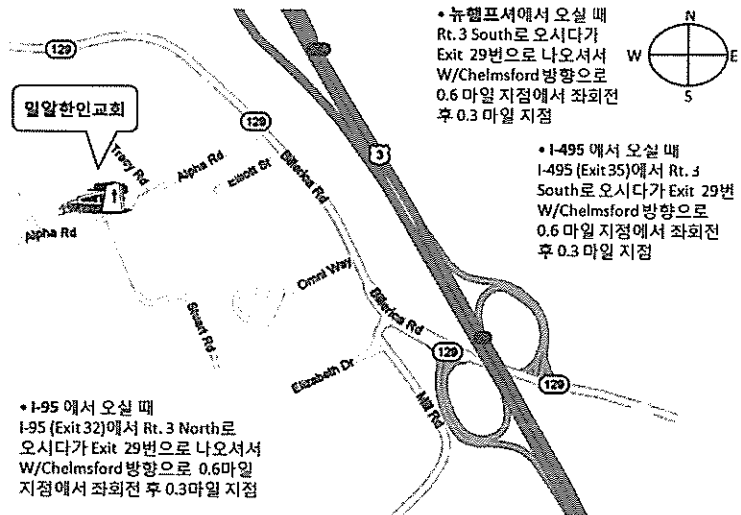 • 뉴햄프셔에서 오실 때
Rt.3 South로 오시다가
Exit 29번으로 나오셔서
W/Chelmsford 방향으로
0.6 마일 지점에서 좌회전
후 0.3 마일 지점
N
W
E
S
129
밀알한인교회
129
3
• I-495 에서 오실 때
I-495 (Exit 35)에서 Rt. 3
South로 오시다가 Exit 29번
W/Chelmsford 방향으로
0.6 마일 지점에서 좌회전
후 0.3 마일 지점
Tracy Rd
Alpha Rd
Elliott St
Billerica Rd
Alpha Rd
Omni Way
Stuart Rd
Billerica Rd
Elizabeth Dr
129
129
Mill Rd
• I-95 에서 오실 때
I-95 (Exit 32)에서 Rt. 3 North로
오시다가 Exit 29번으로 나오셔서
W/Chelmsford 방향으로 0.6마일
지점에서 좌회전 후 0.3마일 지점